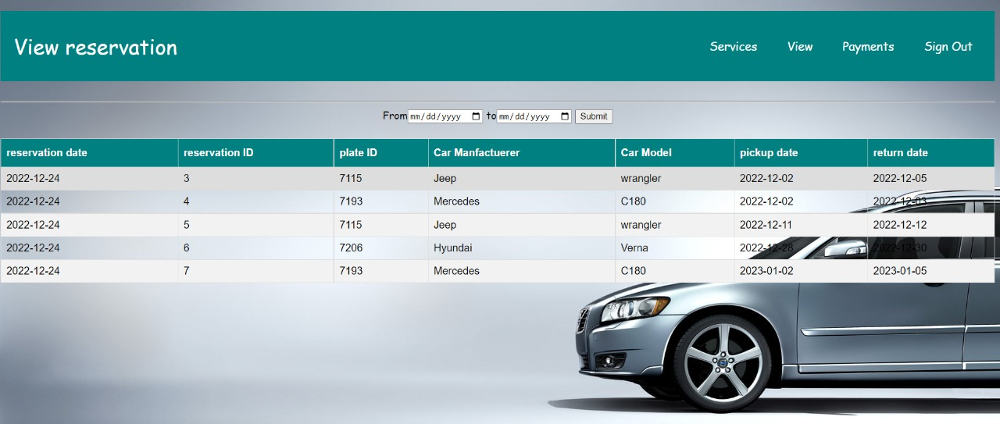 View reservation Services View Payments Sign Out
From mm/dd/yyyy to mm/dd/yyyy Submit
reservation date reservation ID plate ID Car Manfactuerer Car Model pickup date return date
2022-12-24 3 7115 Jeep wrangler 2022-12-02 2022-12-05
2022-12-24 4 7193 Mercedes C180 2022-12-02 2022-12-03
2022-12-24 5 7115 Jeep wrangler 2022-12-11 2022-12-12
2022-12-24 6 7206 Hyundai Verna 2022-12-28 2022-12-30
2022-12-24 7 7193 Mercedes C180 2023-01-02 2023-01-05